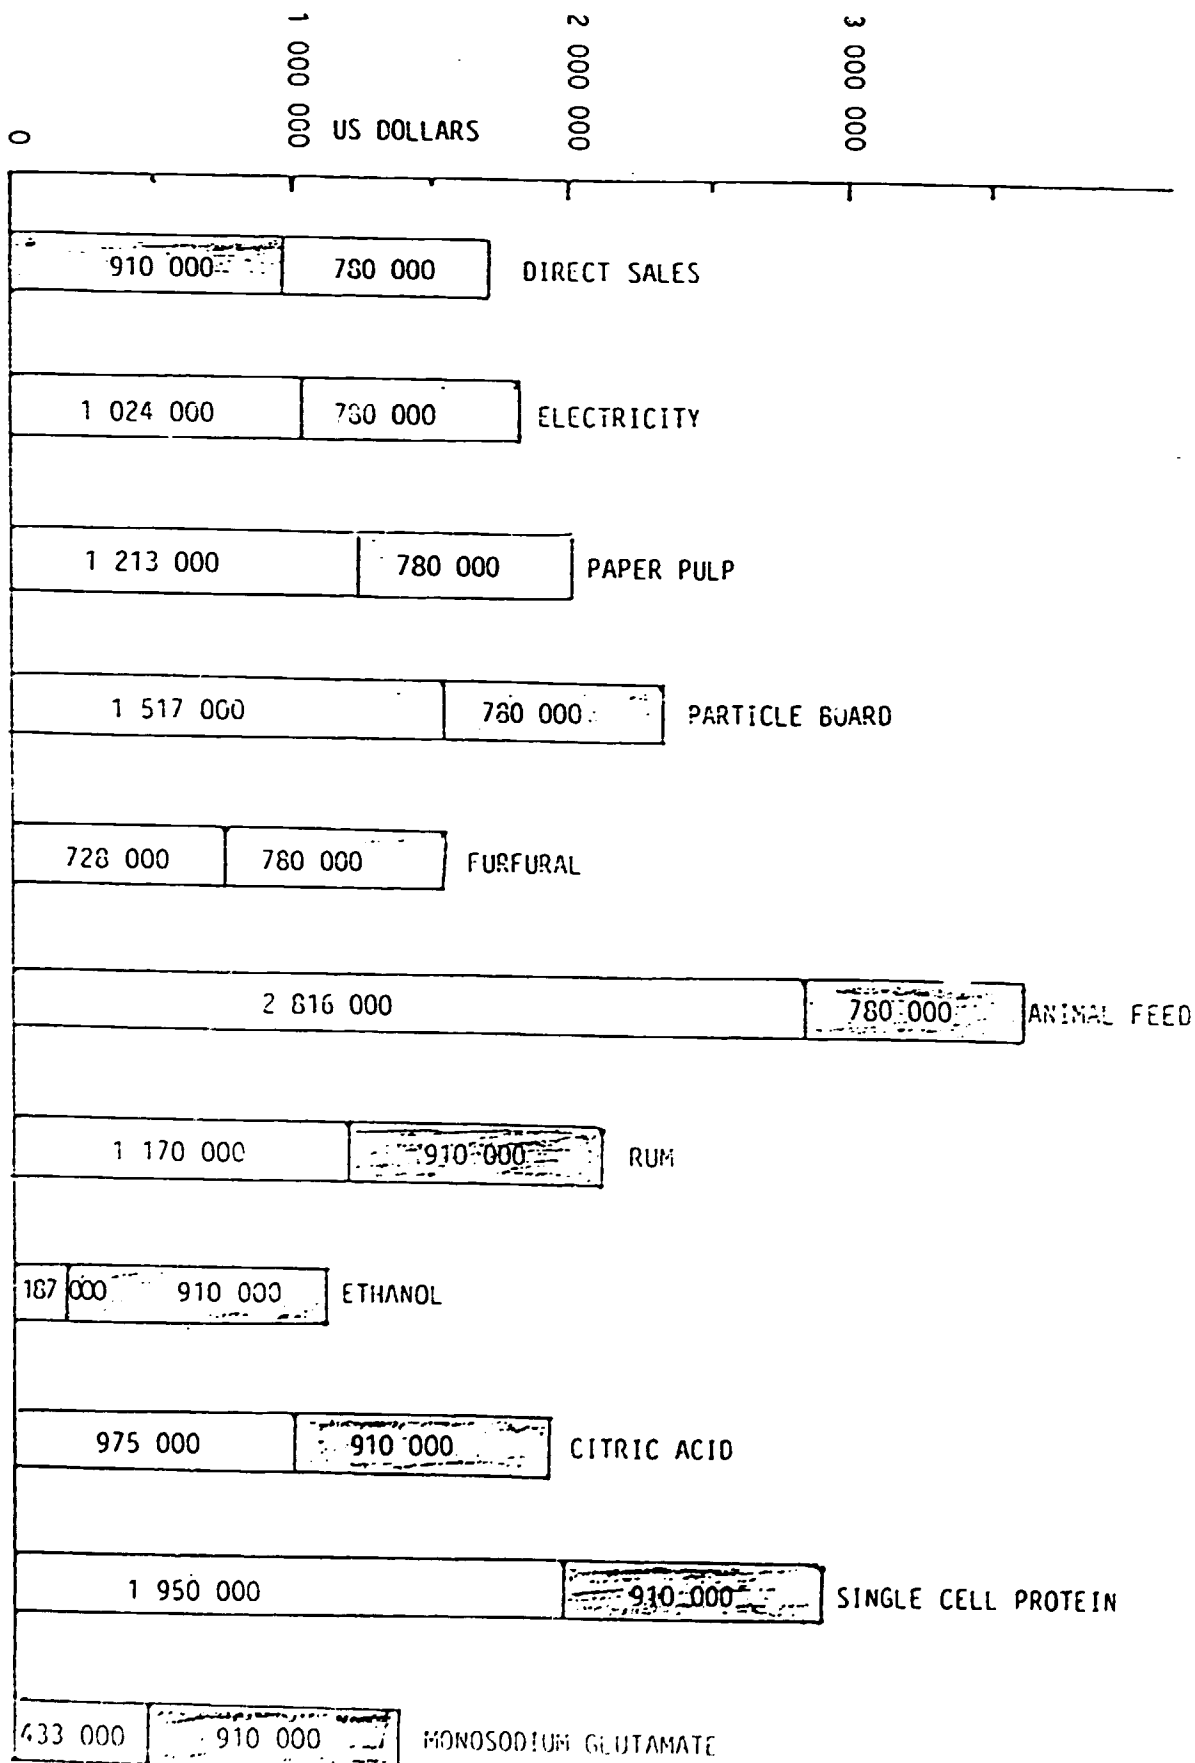 1 000 000
2 000 000
3 000 000
0
US DOLLARS
910 000 780 000 DIRECT SALES
1 024 000 780 000 ELECTRICITY
1 213 000 780 000 PAPER PULP
1 517 000 780 000 PARTICLE BOARD
728 000 780 000 FURFURAL
2 816 000 780 000 ANIMAL FEED
1 170 000 910 000 RUM
187 000 910 000 ETHANOL
975 000 910 000 CITRIC ACID
1 950 000 910 000 SINGLE CELL PROTEIN
433 000 910 000 MONOSODIUM GLUTAMATE